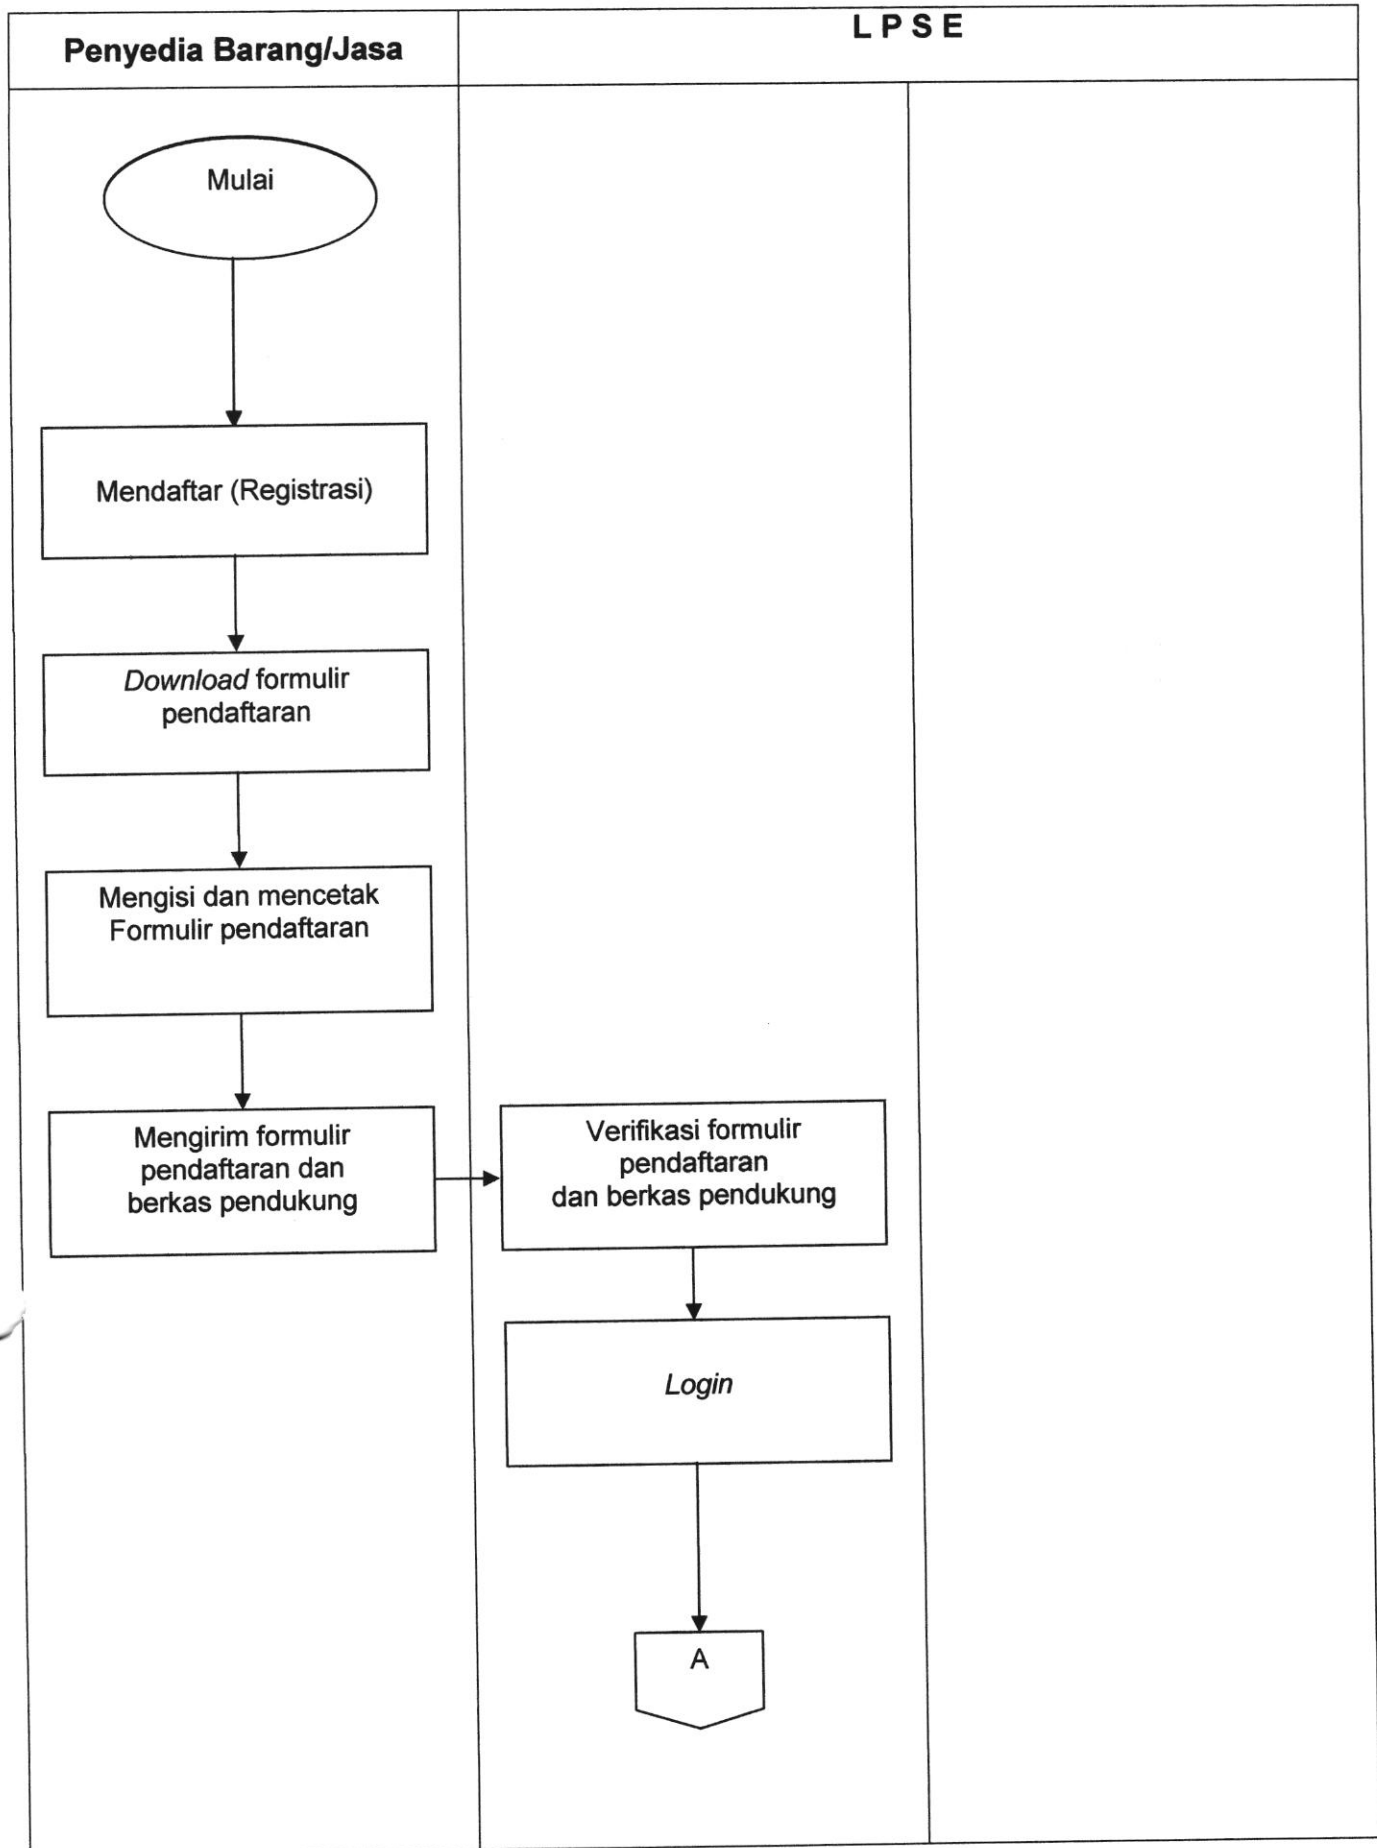 Penyedia Barang/Jasa
L P S E
Mulai
Mendaftar (Registrasi)
Download formulir
pendaftaran
Mengisi dan mencetak
Formulir pendaftaran
Mengirim formulir
pendaftaran dan
berkas pendukung
Verifikasi formulir
pendaftaran
dan berkas pendukung
Login
A